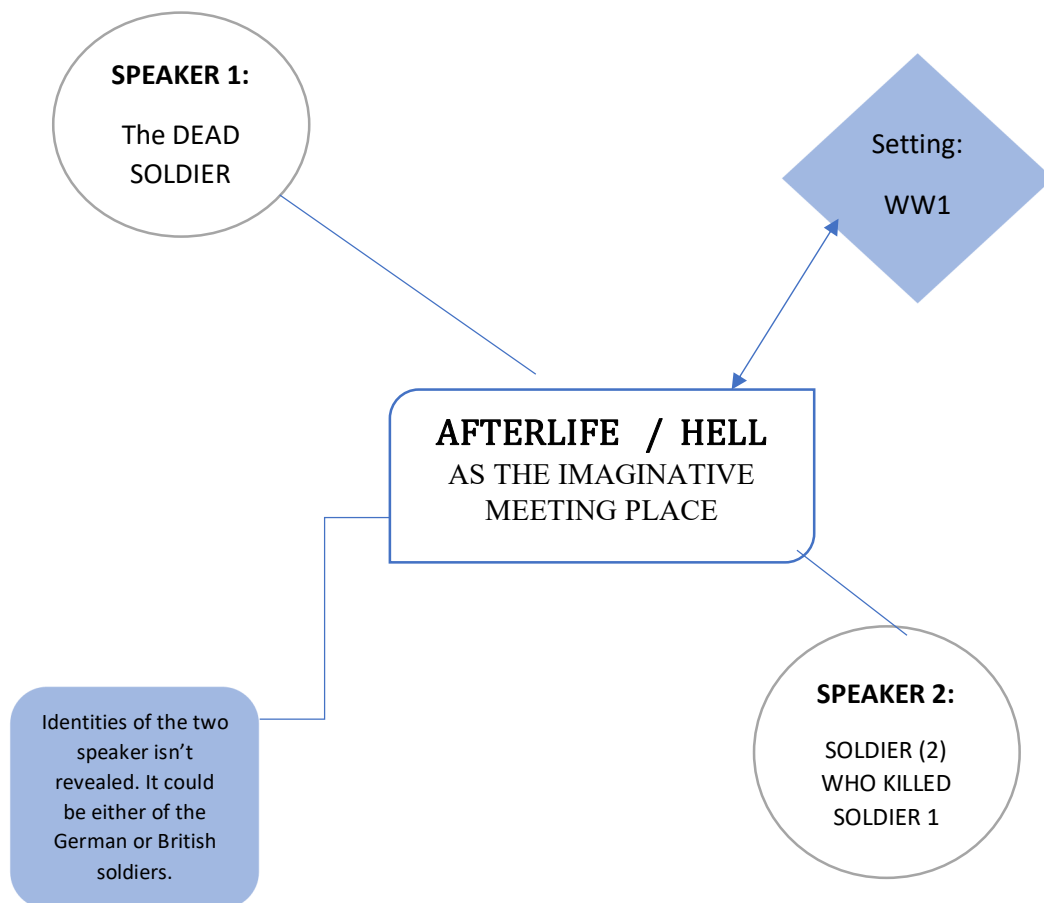 SPEAKER 1:
The DEAD
SOLDIER
Setting:
WW1
AFTERLIFE / HELL
AS THE IMAGINATIVE
MEETING PLACE
Identities of the two
speaker isn’t
revealed. It could
be either of the
German or British
soldiers.
SPEAKER 2:
SOLDIER (2)
WHO KILLED
SOLDIER 1